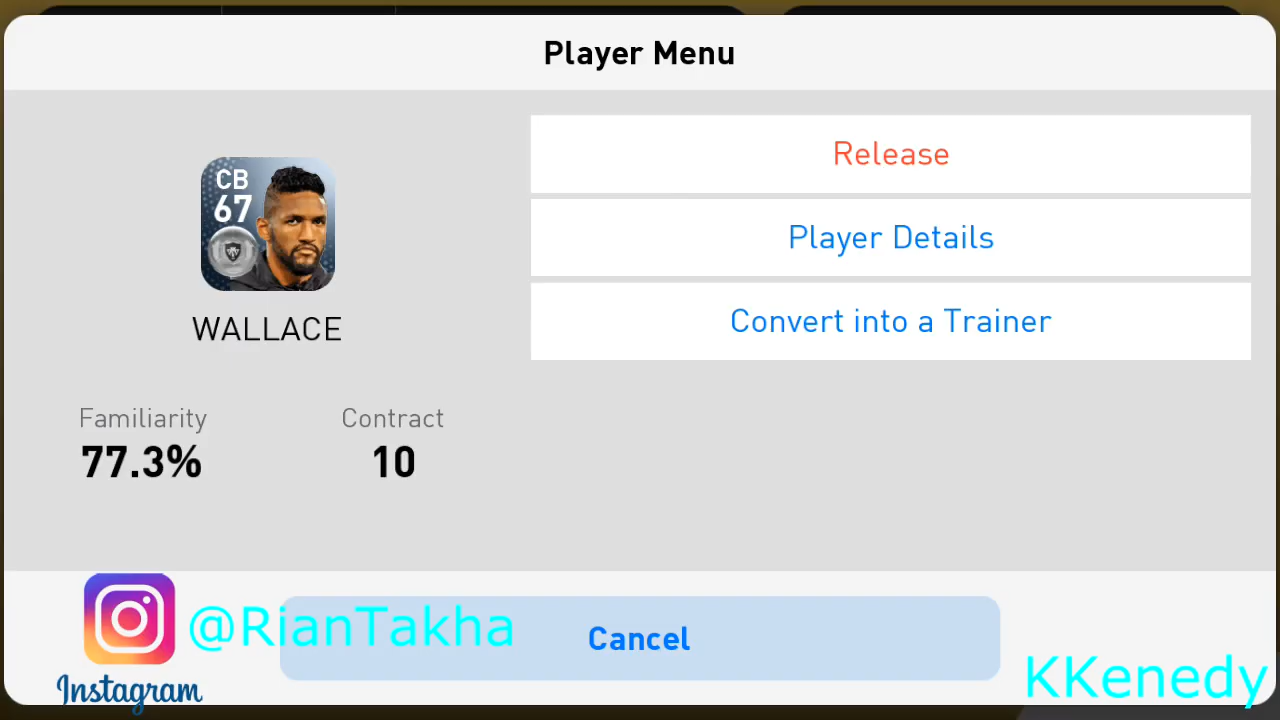 Player Menu
CB
67
WALLACE
Familiarity
77.3%
Contract
10
Release
Player Details
Convert into a Trainer
Cancel
@RianTakha
Instagram
KKenedy